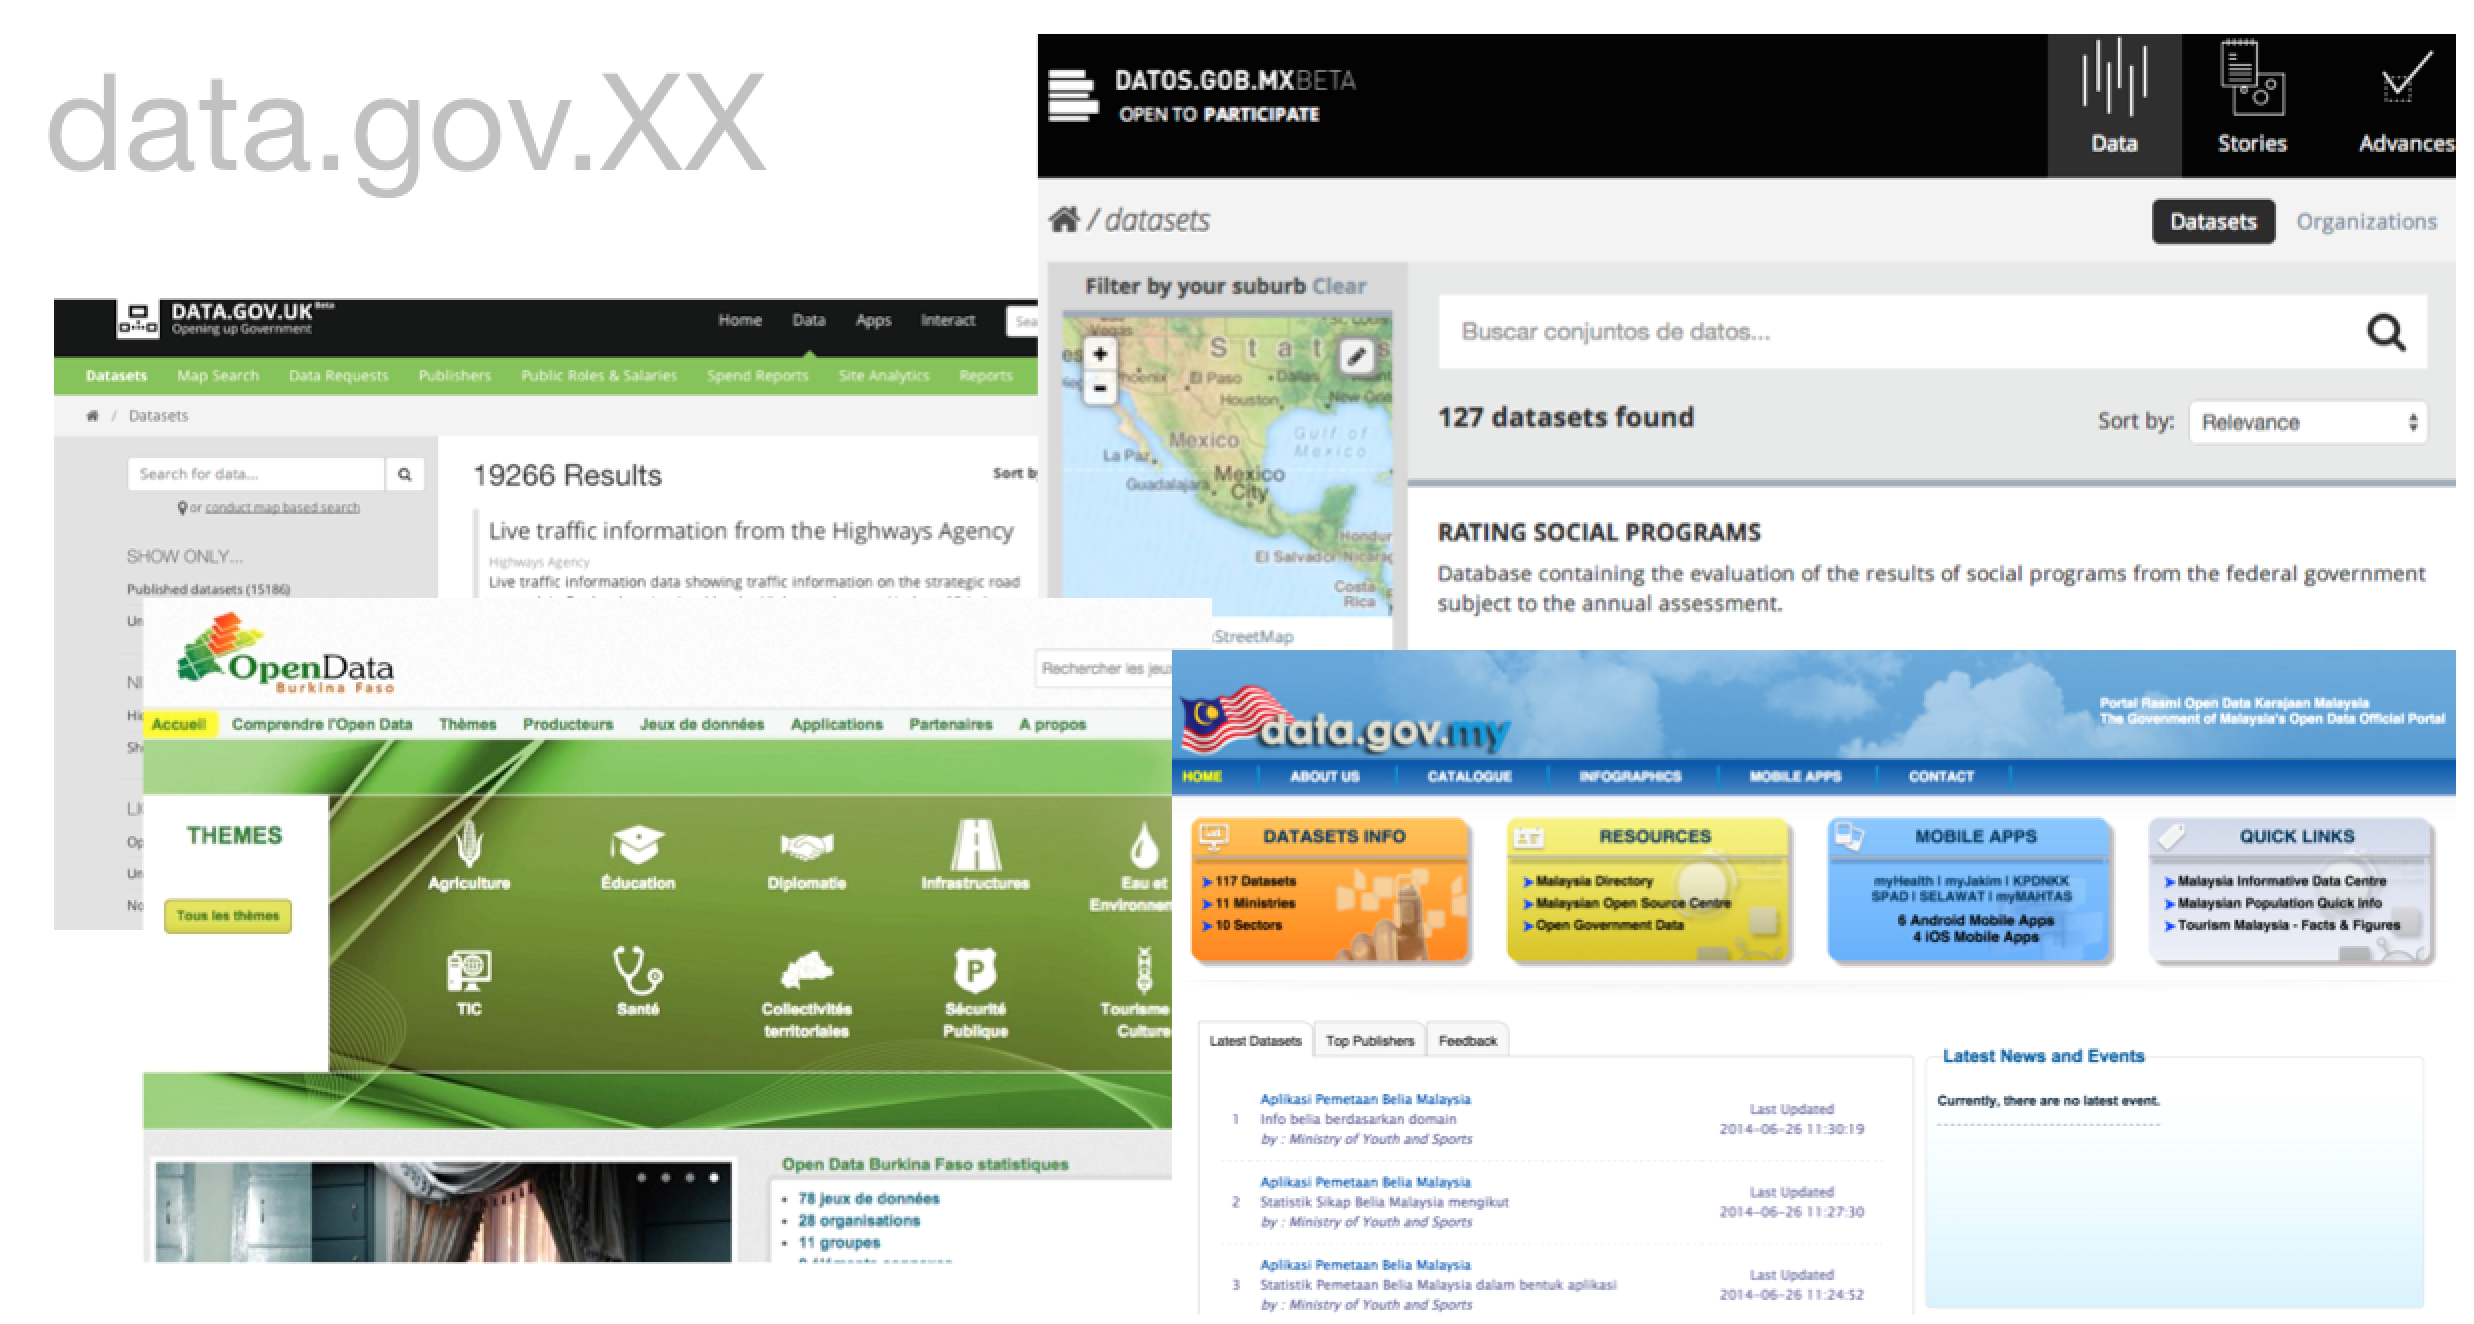 data.gov.XX
DATOS.GOB.MXBETA
OPEN TO PARTICIPATE
Data
Stories
Advances
/ datasets
Datasets
Organizations
Filter by your suburb Clear
Vegas
S t a t
Phoenix
El Paso
Dallas
Houston
Mexico
Gulf of
Mexico
La Paz
Mexico
City
Guadalajara
El Salvador
Costa
Rica
StreetMap
Buscar conjuntos de datos...
127 datasets found
Sort by:
Relevance
RATING SOCIAL PROGRAMS
Database containing the evaluation of the results of social programs from the federal government
subject to the annual assessment.
DATA.GOV.UK Beta
Opening up Government
Home
Data
Apps
Interact
Sea
Datasets
Map Search
Data Requests
Publishers
Public Roles & Salaries
Spend Reports
Site Analytics
Reports
/ Datasets
Search for data...
or conduct map based search
SHOW ONLY...
Published datasets (15186)
19266 Results
Sort by
Live traffic information from the Highways Agency
Highways Agency
Live traffic information data showing traffic information on the strategic road
OpenData
Burkina Faso
Rechercher les jeux
Accueil
Comprendre l'Open Data
Thèmes
Producteurs
Jeux de données
Applications
Partenaires
A propos
THEMES
Tous les thèmes
Agriculture
Éducation
Diplomatie
Infrastructures
Eau et
Environnem
TIC
Santé
Collectivités
territoriales
Sécurité
Publique
Tourisme
Culture
Open Data Burkina Faso statistiques
• 78 jeux de données
• 28 organisations
• 11 groupes
data.gov.my
Portal Rasmi Open Data Kerajaan Malaysia
The Govenment of Malaysia's Open Data Official Portal
HOME
ABOUT US
CATALOGUE
INFOGRAPHICS
MOBILE APPS
CONTACT
DATASETS INFO
117 Datasets
11 Ministries
10 Sectors
RESOURCES
Malaysia Directory
Malaysian Open Source Centre
Open Government Data
MOBILE APPS
myHealth | myJakim | KPDNKK
SPAD | SELAWAT | myMAHTAS
6 Android Mobile Apps
4 iOS Mobile Apps
QUICK LINKS
Malaysia Informative Data Centre
Malaysian Population Quick Info
Tourism Malaysia - Facts & Figures
Latest Datasets
Top Publishers
Feedback
Aplikasi Pemetaan Belia Malaysia
1 Info belia berdasarkan domain
by : Ministry of Youth and Sports
Last Updated
2014-06-26 11:30:19
Aplikasi Pemetaan Belia Malaysia
2 Statistik Sikap Belia Malaysia mengikut
by : Ministry of Youth and Sports
Last Updated
2014-06-26 11:27:30
Aplikasi Pemetaan Belia Malaysia
3 Statistik Pemetaan Belia Malaysia dalam bentuk aplikasi
by : Ministry of Youth and Sports
Last Updated
2014-06-26 11:24:52
Latest News and Events
Currently, there are no latest event.